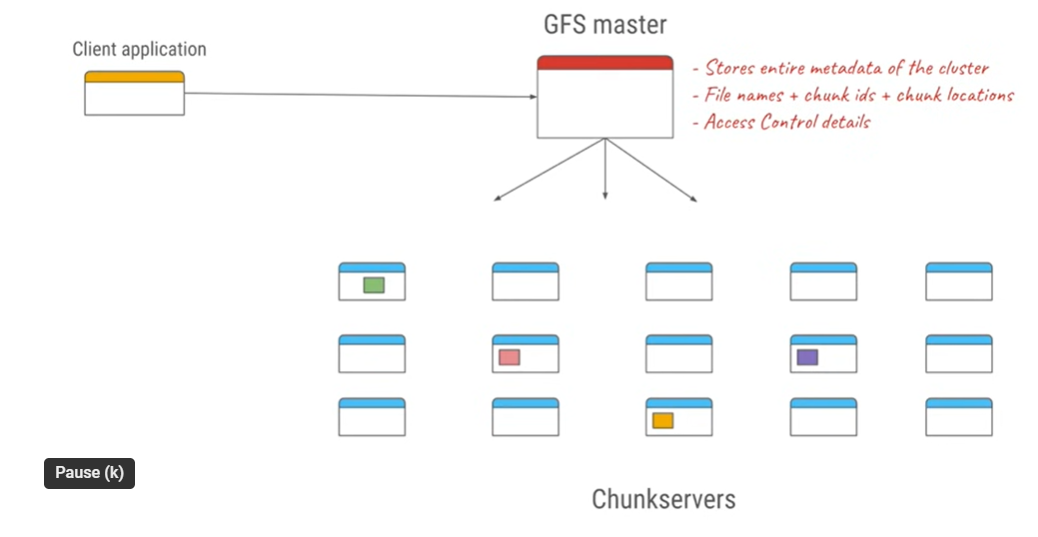 GFS master
Client application
- Stores entire metadata of the cluster
- File names + chunk ids + chunk locations
- Access Control details
Pause (k)
Chunkservers